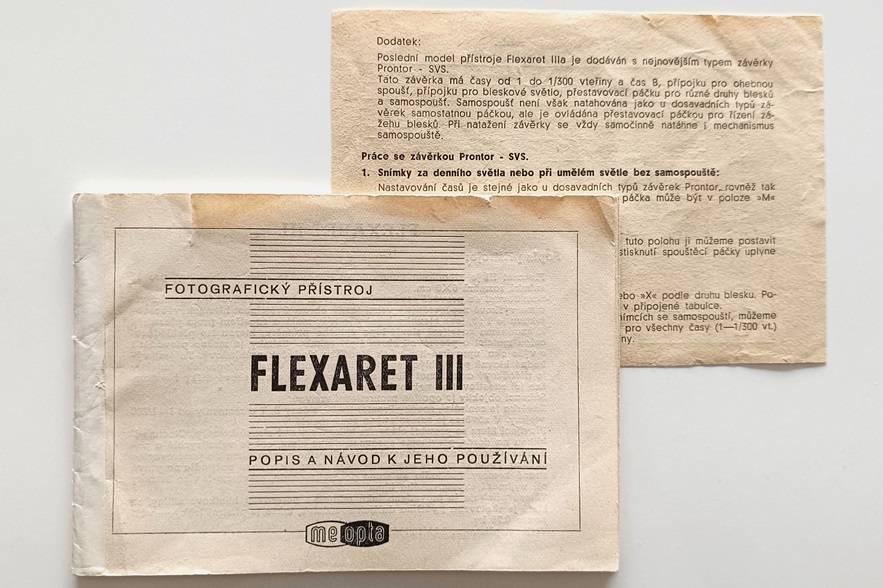 Dodatek:
Poslední model přístroje Flexaret IIIa je dodáván s nejnovějším typem závěrky
Prontor - SVS.
Tato závěrka má časy od 1 do 1/300 vteřiny a čas B, přípojku pro ohebnou
spoušť, přípojku pro bleskové světlo, přestavovací páčku pro různé druhy blesků
a samospoušť. Samospoušť není však natahována jako u dosavadních typů zá-
věrek samostatnou páčkou, ale je ovládána přestavovací páčkou pro řízení zá-
žehu blesků. Při natažení závěrky se vždy samočinně natáhne i mechanismus
samospouště.
Práce se závěrkou Prontor - SVS.
1. Snímky za denního světla nebo při umělém světle bez samospouště:
Nastavování časů je stejné jako u dosavadních typů závěrek Prontor, rovněž tak
páčka může být v poloze »M«
tuto polohu ji můžeme postavit
stisknutí spouštěcí páčky uplyne
ebo »X« podle druhu blesku. Po-
v připojené tabulce.
nímcích se samospouští, můžeme
pro všechny časy (1—1/300 vt.)
ny.
FOTOGRAFICKÝ PŘÍSTROJ
FLEXARET III
POPIS A NÁVOD K JEHO POUŽÍVÁNÍ
meopta